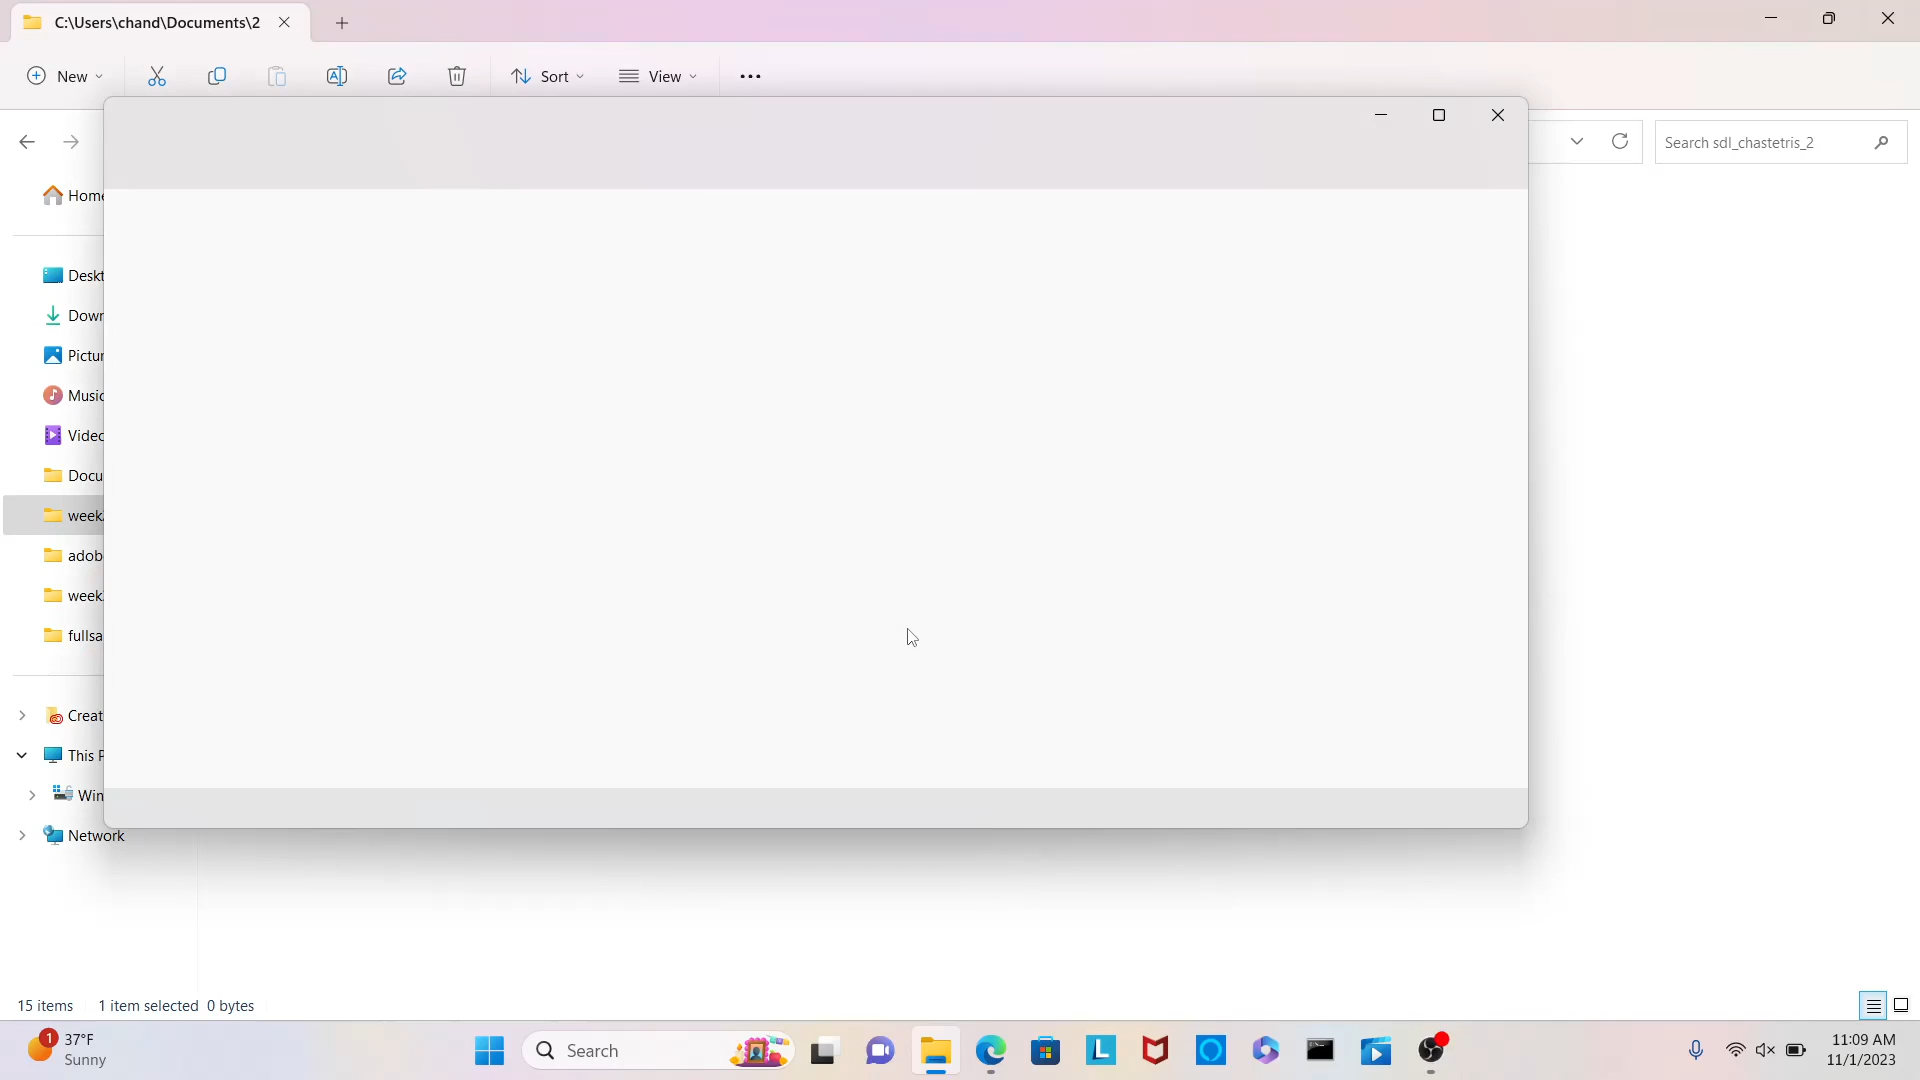 C:\Users\chand\Documents\2
New
Sort
View
Search sdl_chastetris_2
Home
Deskt
Down
Pictur
Music
Videc
Docu
week
adob
week
fullsa
Creat
This P
Win
Network
15 items 1 item selected 0 bytes
1 37°F
Sunny
Search
L
11:09 AM
11/1/2023